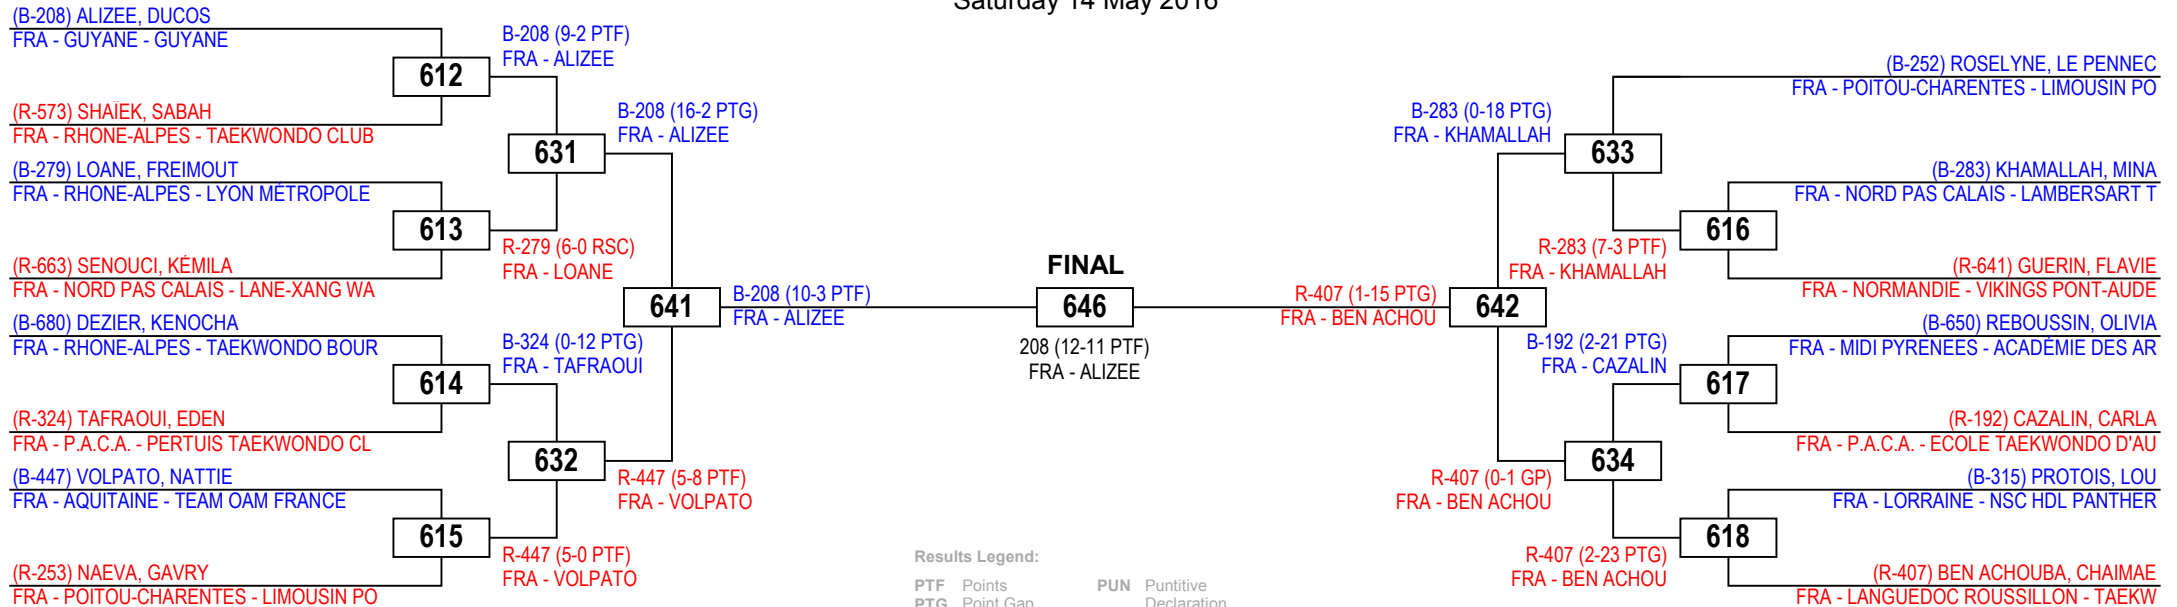 Saturday 14 May 2016
(B-208) ALIZEE, DUCOS
FRA - GUYANE - GUYANE
(R-573) SHAÏEK, SABAH
FRA - RHONE-ALPES - TAEKWONDO CLUB
(B-279) LOANE, FREIMOUT
FRA - RHONE-ALPES - LYON MÉTROPOLE
(R-663) SENOUCI, KÉMILA
FRA - NORD PAS CALAIS - LANE-XANG WA
(B-680) DEZIER, KENOCHA
FRA - RHONE-ALPES - TAEKWONDO BOUR
(R-324) TAFRAOUI, EDEN
FRA - P.A.C.A. - PERTUIS TAEKWONDO CL
(B-447) VOLPATO, NATTIE
FRA - AQUITAINE - TEAM OAM FRANCE
(R-253) NAEVA, GAVRY
FRA - POITOU-CHARENTES - LIMOUSIN PO
612
613
614
615
B-208 (9-2 PTF)
FRA - ALIZEE
R-279 (6-0 RSC)
FRA - LOANE
B-324 (0-12 PTG)
FRA - TAFRAOUI
R-447 (5-0 PTF)
FRA - VOLPATO
631
632
B-208 (16-2 PTG)
FRA - ALIZEE
R-447 (5-8 PTF)
FRA - VOLPATO
641
B-208 (10-3 PTF)
FRA - ALIZEE
FINAL
646
208 (12-11 PTF)
FRA - ALIZEE
R-407 (1-15 PTG)
FRA - BEN ACHOU
642
B-283 (0-18 PTG)
FRA - KHAMALLAH
R-407 (0-1 GP)
FRA - BEN ACHOU
633
634
R-283 (7-3 PTF)
FRA - KHAMALLAH
B-192 (2-21 PTG)
FRA - CAZALIN
R-407 (2-23 PTG)
FRA - BEN ACHOU
616
617
618
(B-252) ROSELYNE, LE PENNEC
FRA - POITOU-CHARENTES - LIMOUSIN PO
(B-283) KHAMALLAH, MINA
FRA - NORD PAS CALAIS - LAMBERSART T
(R-641) GUERIN, FLAVIE
FRA - NORMANDIE - VIKINGS PONT-AUDE
(B-650) REBOUSSIN, OLIVIA
FRA - MIDI PYRENEES - ACADÉMIE DES AR
(R-192) CAZALIN, CARLA
FRA - P.A.C.A. - ECOLE TAEKWONDO D'AU
(B-315) PROTOIS, LOU
FRA - LORRAINE - NSC HDL PANTHER
(R-407) BEN ACHOUBA, CHAIMAE
FRA - LANGUEDOC ROUSSILLON - TAEKW
Results Legend:
PTF Points PUN Puntitive
PTG Point Gap Declaration